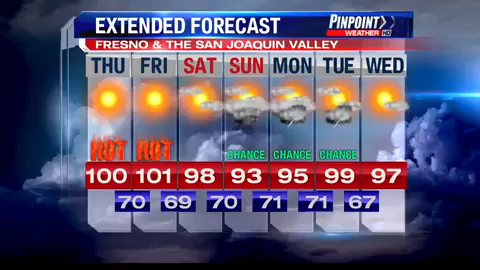 EXTENDED FORECAST
PINPOINT
WEATHER HD
FRESNO & THE SAN JOAQUIN VALLEY
THU FRI SAT SUN MON TUE WED
HOT HOT
CHANCE CHANCE CHANCE
100 101 98 93 95 99 97
70 69 70 71 71 67